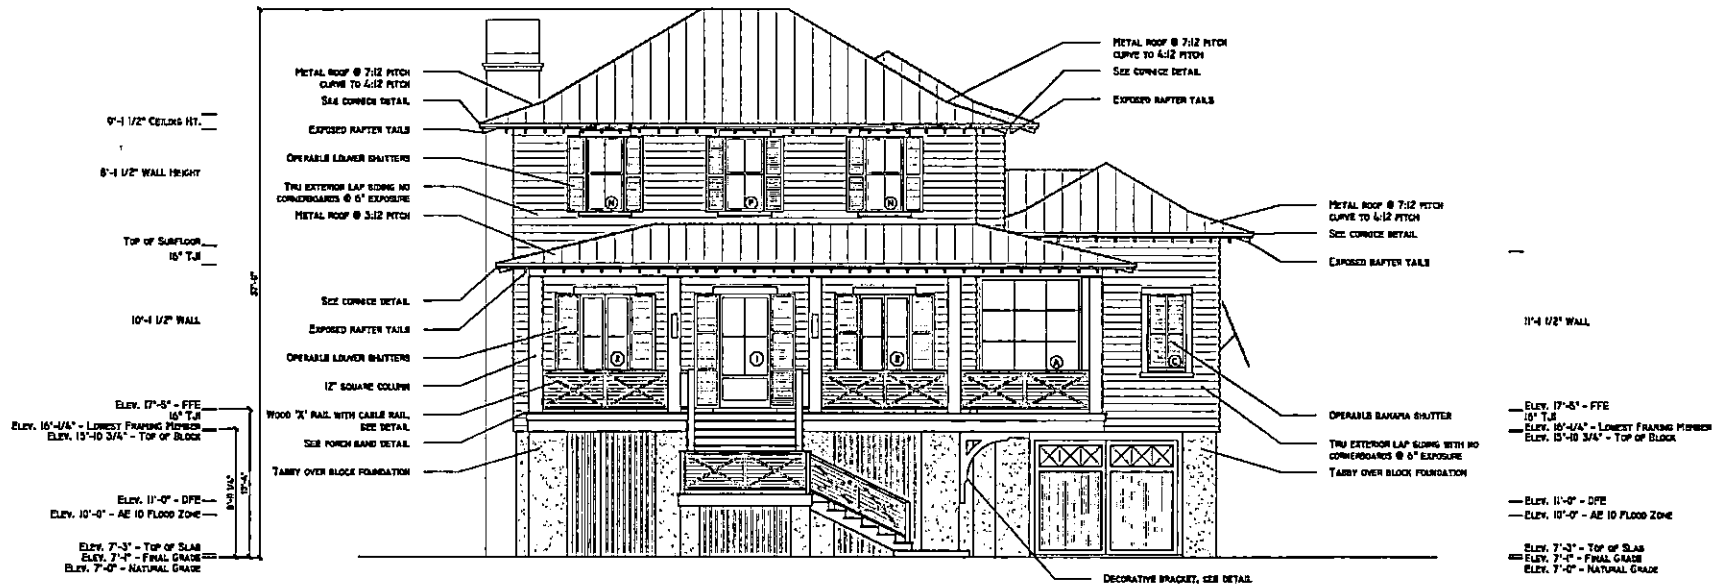 METAL ROOF @ 7:12 PITCH
CURVE TO 4:12 PITCH
SEE CORNICE DETAIL
EXPOSED RAFTER TAILS
OPERABLE LOUVER SHUTTERS
TRU EXTERIOR LAP SIDING NO
CORNERBOARDS @ 6" EXPOSURE
METAL ROOF @ 3:12 PITCH
SEE CORNICE DETAIL
EXPOSED RAFTER TAILS
OPERABLE LOUVER SHUTTERS
12" SQUARE COLUMN
WOOD 'X' RAIL WITH CABLE RAIL,
SEE DETAIL
SEE PORCH BAND DETAIL
TABBY OVER BLOCK FOUNDATION
9'-1 1/2" CEILING HT.
8'-1 1/2" WALL HEIGHT
TOP OF SUBFLOOR
16" TJI
10'-1 1/2" WALL
ELEV. 17'-5" - FFE
16" TJI
ELEV. 16'-1/4" - LOWEST FRAMING MEMBER
ELEV. 15'-10 3/4" - TOP OF BLOCK
ELEV. 11'-0" - DFE
ELEV. 10'-0" - AE 10 FLOOD ZONE
ELEV. 7'-3" - TOP OF SLAB
ELEV. 7'-1" - FINAL GRADE
ELEV. 7'-0" - NATURAL GRADE
8'-11 1/4"
N
F
N
1
A
C
METAL ROOF @ 7:12 PITCH
CURVE TO 4:12 PITCH
SEE CORNICE DETAIL
EXPOSED RAFTER TAILS
METAL ROOF @ 7:12 PITCH
CURVE TO 4:12 PITCH
SEE CORNICE DETAIL
EXPOSED RAFTER TAILS
OPERABLE BAHAMA SHUTTER
TRU EXTERIOR LAP SIDING WITH NO
CORNERBOARDS @ 6" EXPOSURE
TABBY OVER BLOCK FOUNDATION
DECORATIVE BRACKET, SEE DETAIL
11'-1 1/2" WALL
ELEV. 17'-5" - FFE
16" TJI
ELEV. 16'-1/4" - LOWEST FRAMING MEMBER
ELEV. 15'-10 3/4" - TOP OF BLOCK
ELEV. 11'-0" - DFE
ELEV. 10'-0" - AE 10 FLOOD ZONE
ELEV. 7'-3" - TOP OF SLAB
ELEV. 7'-1" - FINAL GRADE
ELEV. 7'-0" - NATURAL GRADE